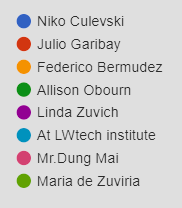 Niko Culevski
Julio Garibay
Federico Bermudez
Allison Obourn
Linda Zuvich
At LWtech institute
Mr.Dung Mai
Maria de Zuviria